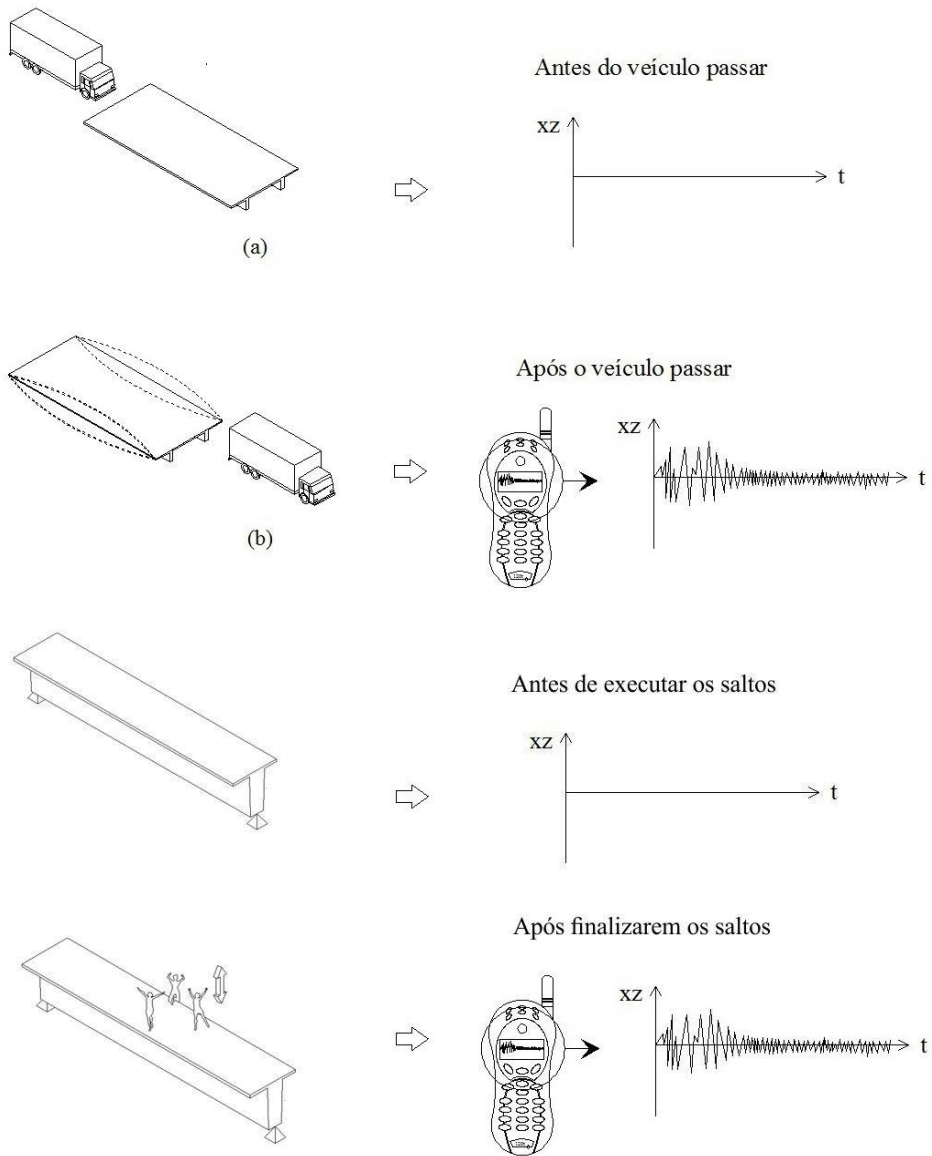 Antes do veículo passar
xz
t
(a)
Após o veículo passar
xz
t
(b)
Antes de executar os saltos
xz
t
Após finalizarem os saltos
xz
t